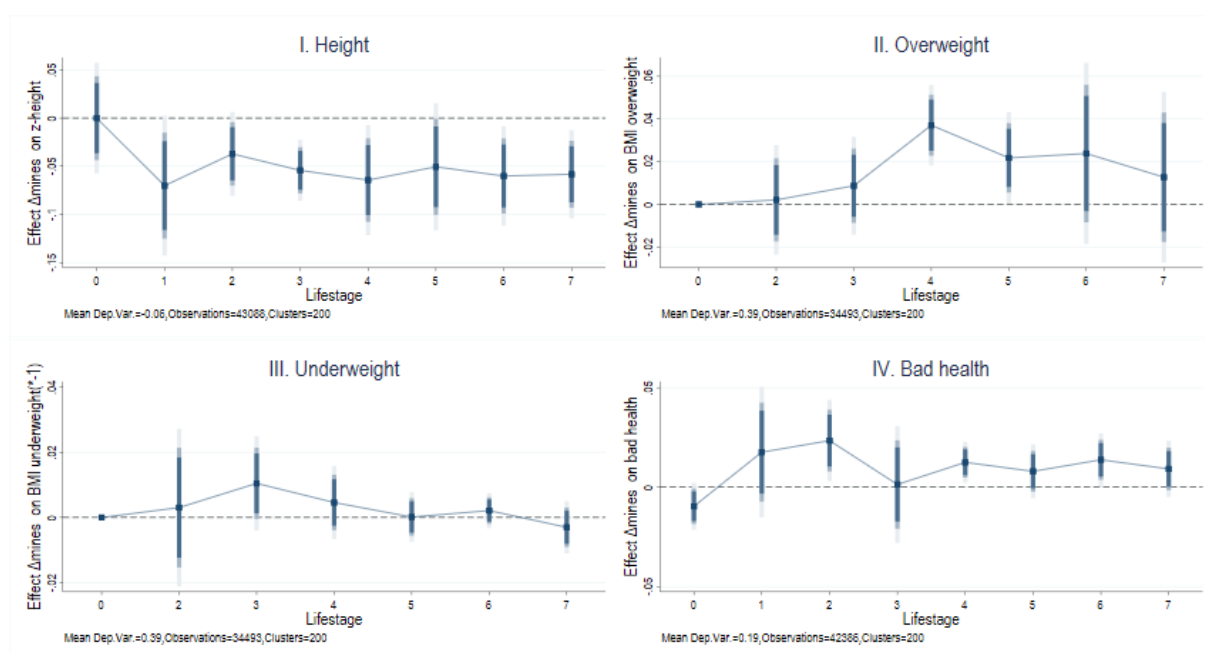 I. Height
Effect Δmines on z-height
.05
0
-.05
-.1
-.15
0 1 2 3 4 5 6 7
Lifestage
Mean Dep.Var.=-0.06,Observations=43088,Clusters=200
II. Overweight
Effect Δmines on BMI overweight
.06
.04
.02
0
-.02
0 2 3 4 5 6 7
Lifestage
Mean Dep.Var.=0.39,Observations=34493,Clusters=200
III. Underweight
Effect Δmines on BMI underweight(*-1)
.04
.02
0
-.02
0 2 3 4 5 6 7
Lifestage
Mean Dep.Var.=0.39,Observations=34493,Clusters=200
IV. Bad health
Effect Δmines on bad health
.05
0
-.05
0 1 2 3 4 5 6 7
Lifestage
Mean Dep.Var.=0.19,Observations=42386,Clusters=200